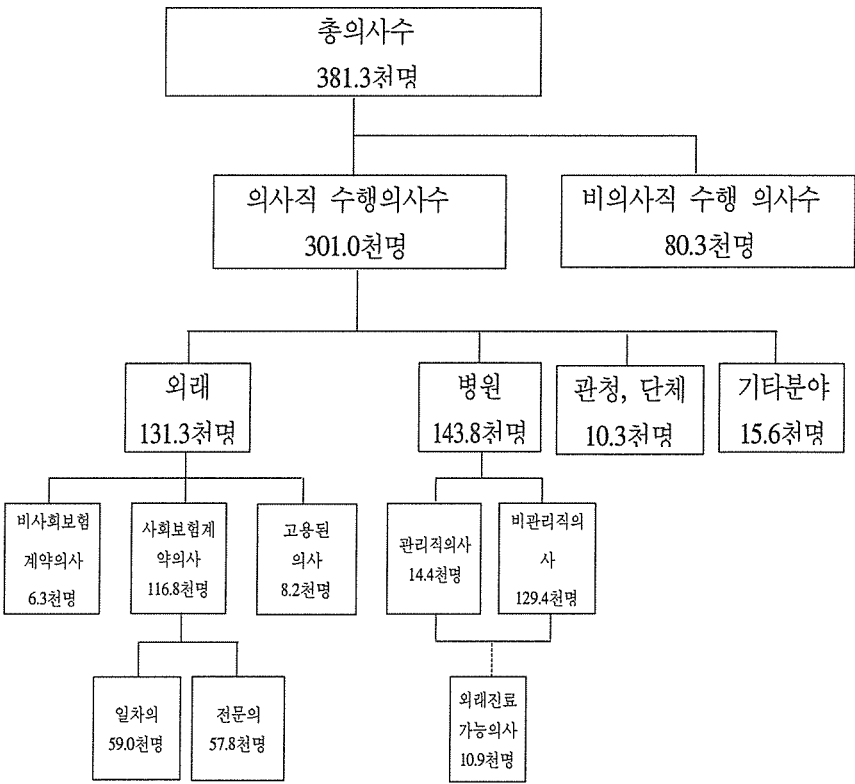 총의사수
381.3천명
의사직 수행의사수
301.0천명
비의사직 수행 의사수
80.3천명
외래
131.3천명
병원
143.8천명
관청, 단체
10.3천명
기타분야
15.6천명
비사회보험
계약의사
6.3천명
사회보험계
약의사
116.8천명
고용된
의사
8.2천명
관리직의사
14.4천명
비관리직의
사
129.4천명
일차의
59.0천명
전문의
57.8천명
외래진료
가능의사
10.9천명